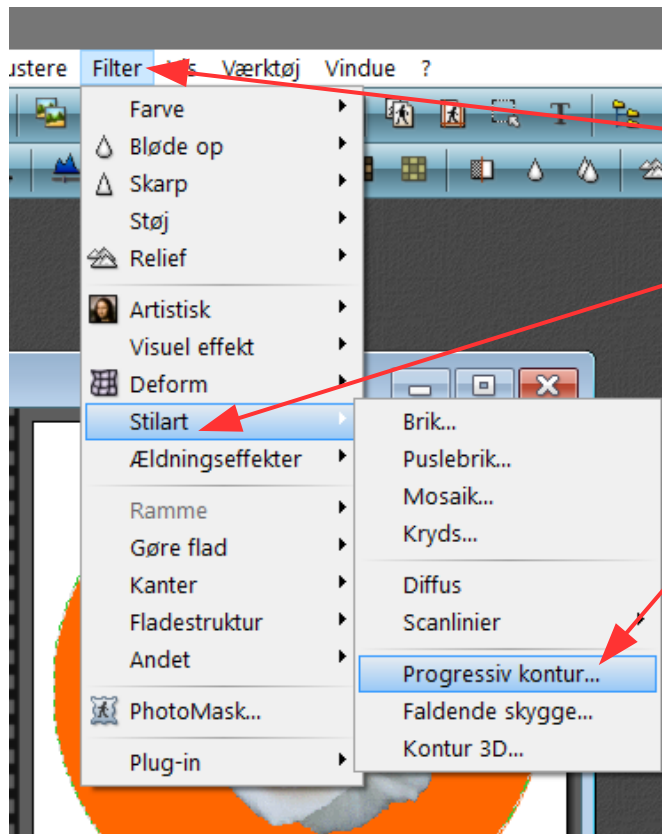 ustere Filter Vis Værktøj Vindue ?
Farve
Bløde op
Skarp
Støj
Relief
Artistisk
Visuel effekt
Deform
Stilart
Ældningseffekter
Ramme
Gøre flad
Kanter
Fladestruktur
Andet
PhotoMask...
Plug-in
Brik...
Puslebrik...
Mosaik...
Kryds...
Diffus
Scanlinier
Progressiv kontur...
Faldende skygge...
Kontur 3D...